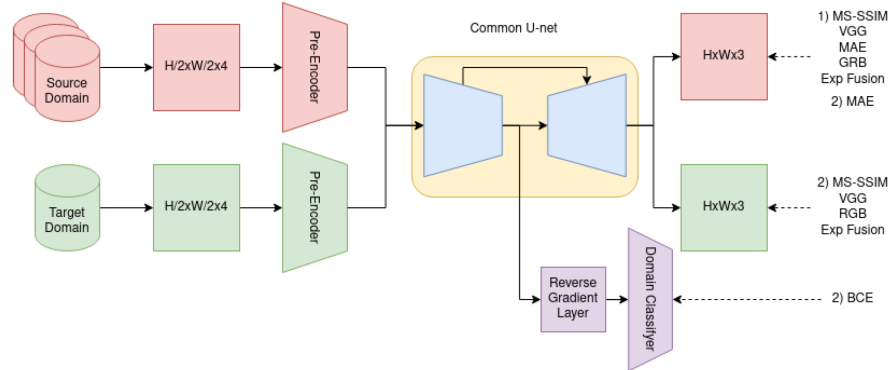 Common U-net
Source
Domain
H/2xW/2x4
Pre-Encoder
HxWx3
1) MS-SSIM
VGG
MAE
GRB
Exp Fusion
2) MAE
Target
Domain
H/2xW/2x4
Pre-Encoder
HxWx3
2) MS-SSIM
VGG
RGB
Exp Fusion
Reverse
Gradient
Layer
Domain Classifyer
2) BCE